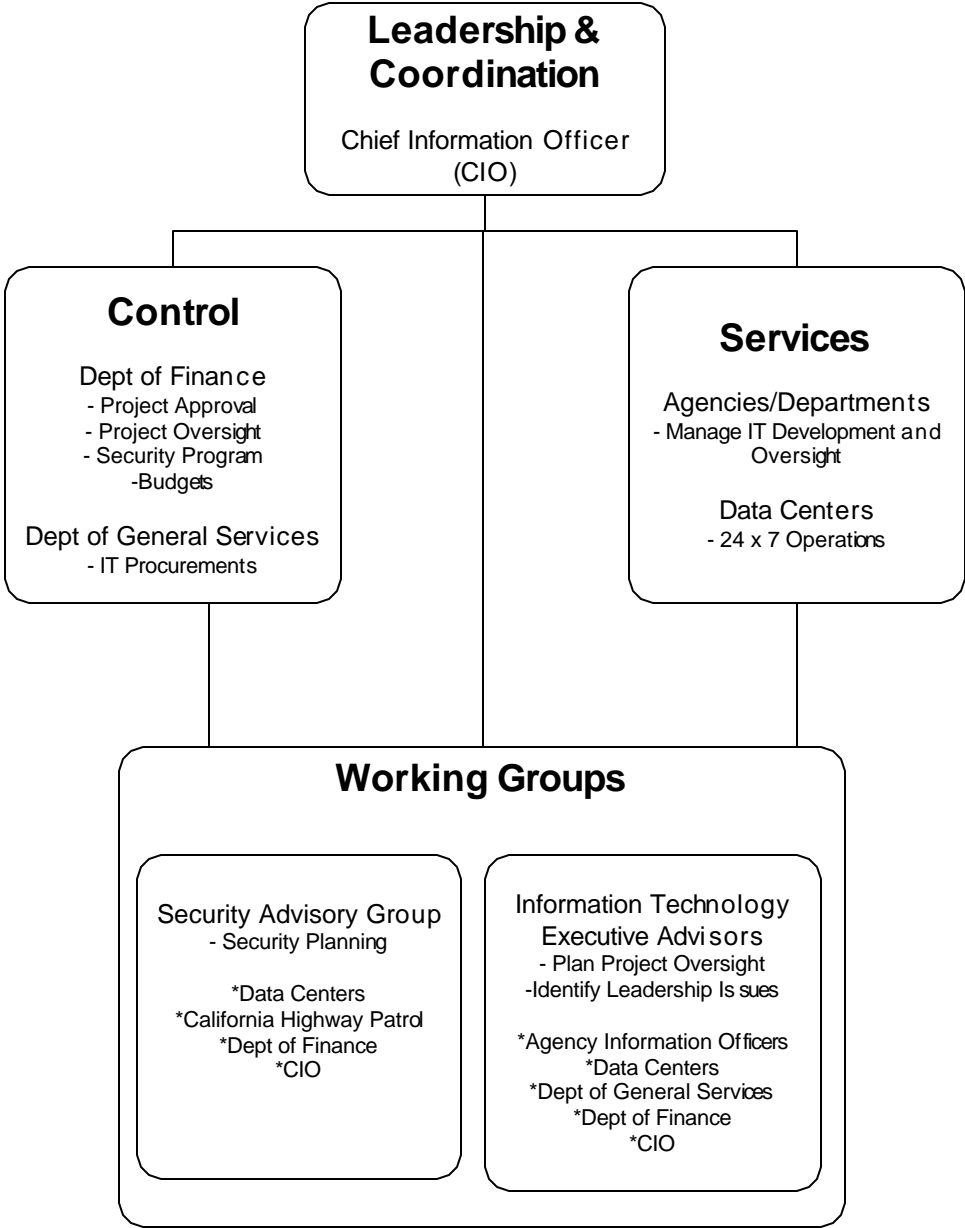 Leadership &
Coordination
Chief Information Officer
(CIO)
Control
Dept of Finance
- Project Approval
- Project Oversight
- Security Program
-Budgets
Dept of General Services
- IT Procurements
Services
Agencies/Departments
- Manage IT Development and
Oversight
Data Centers
- 24 x 7 Operations
Working Groups
Security Advisory Group
- Security Planning
*Data Centers
*California Highway Patrol
*Dept of Finance
*CIO
Information Technology
Executive Advisors
- Plan Project Oversight
-Identify Leadership Issues
*Agency Information Officers
*Data Centers
*Dept of General Services
*Dept of Finance
*CIO